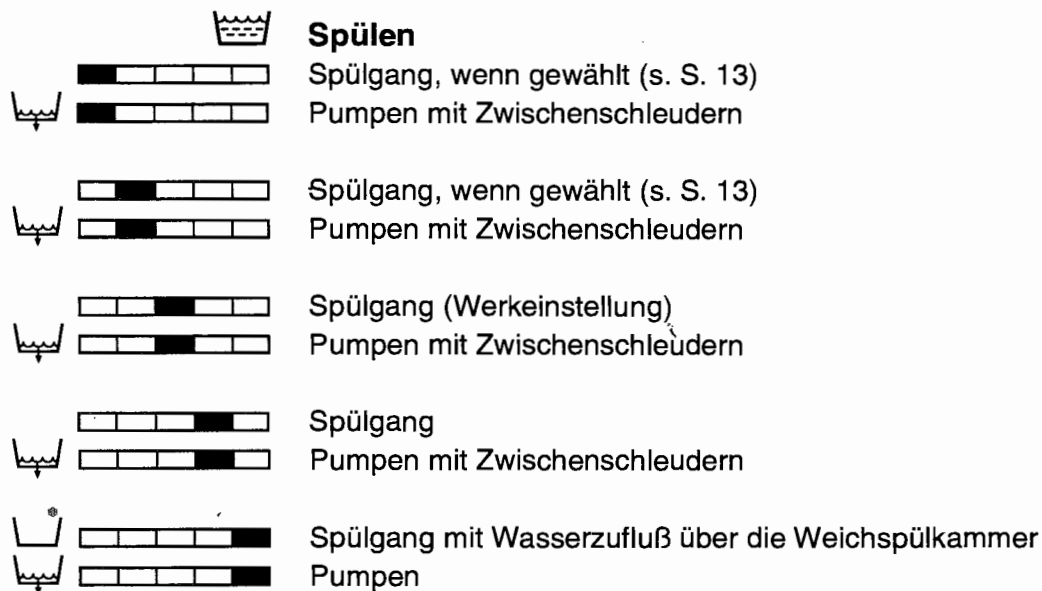 Spülen
Spülgang, wenn gewählt (s. S. 13)
Pumpen mit Zwischenschleudern
Spülgang, wenn gewählt (s. S. 13)
Pumpen mit Zwischenschleudern
Spülgang (Werkeinstellung)
Pumpen mit Zwischenschleudern
Spülgang
Pumpen mit Zwischenschleudern
Spülgang mit Wasserzufluß über die Weichspülkammer
Pumpen